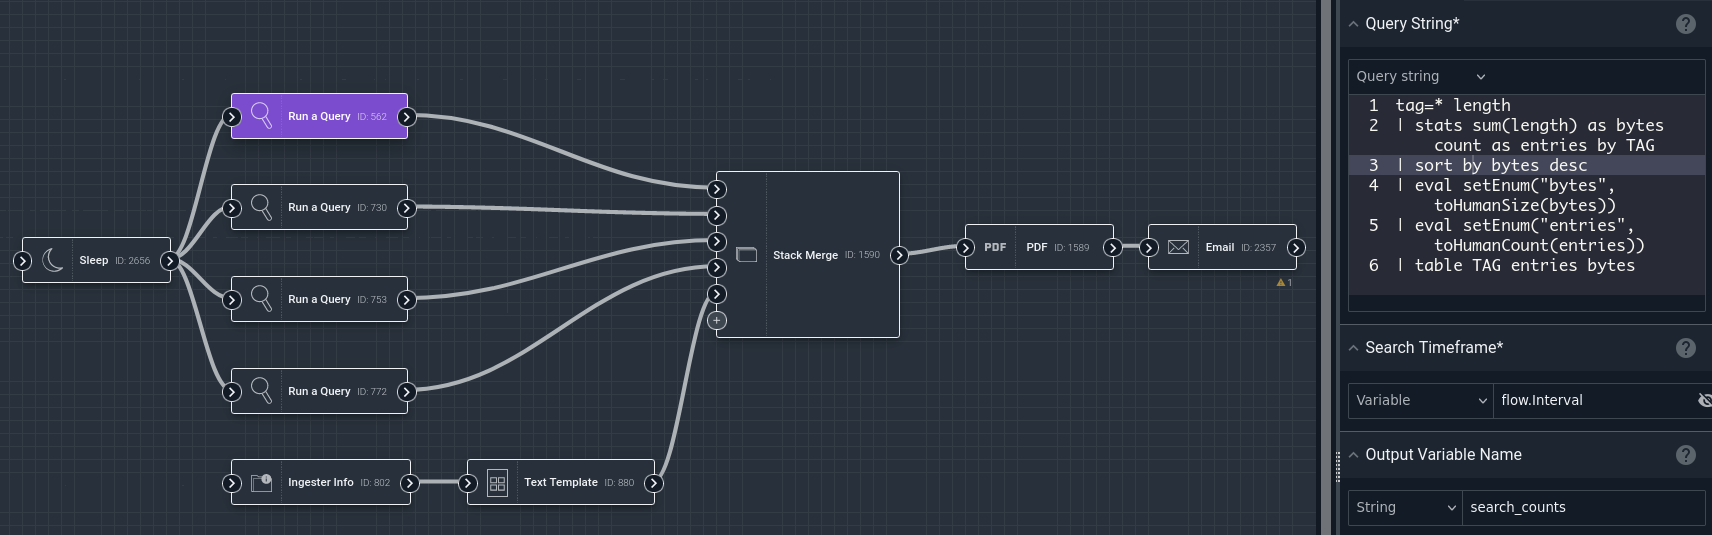 Run a Query ID: 562
Run a Query ID: 730
Sleep ID: 2656
Run a Query ID: 753
Run a Query ID: 772
Ingester Info ID: 802
Text Template ID: 880
Stack Merge ID: 1590
PDF PDF ID: 1589
Email ID: 2357
1
Query String*
Query string
1 tag=* length
2 | stats sum(length) as bytes
count as entries by TAG
3 | sort by bytes desc
4 | eval setEnum("bytes",
toHumanSize(bytes))
5 | eval setEnum("entries",
toHumanCount(entries))
6 | table TAG entries bytes
Search Timeframe*
Variable flow.Interval
Output Variable Name
String search_counts